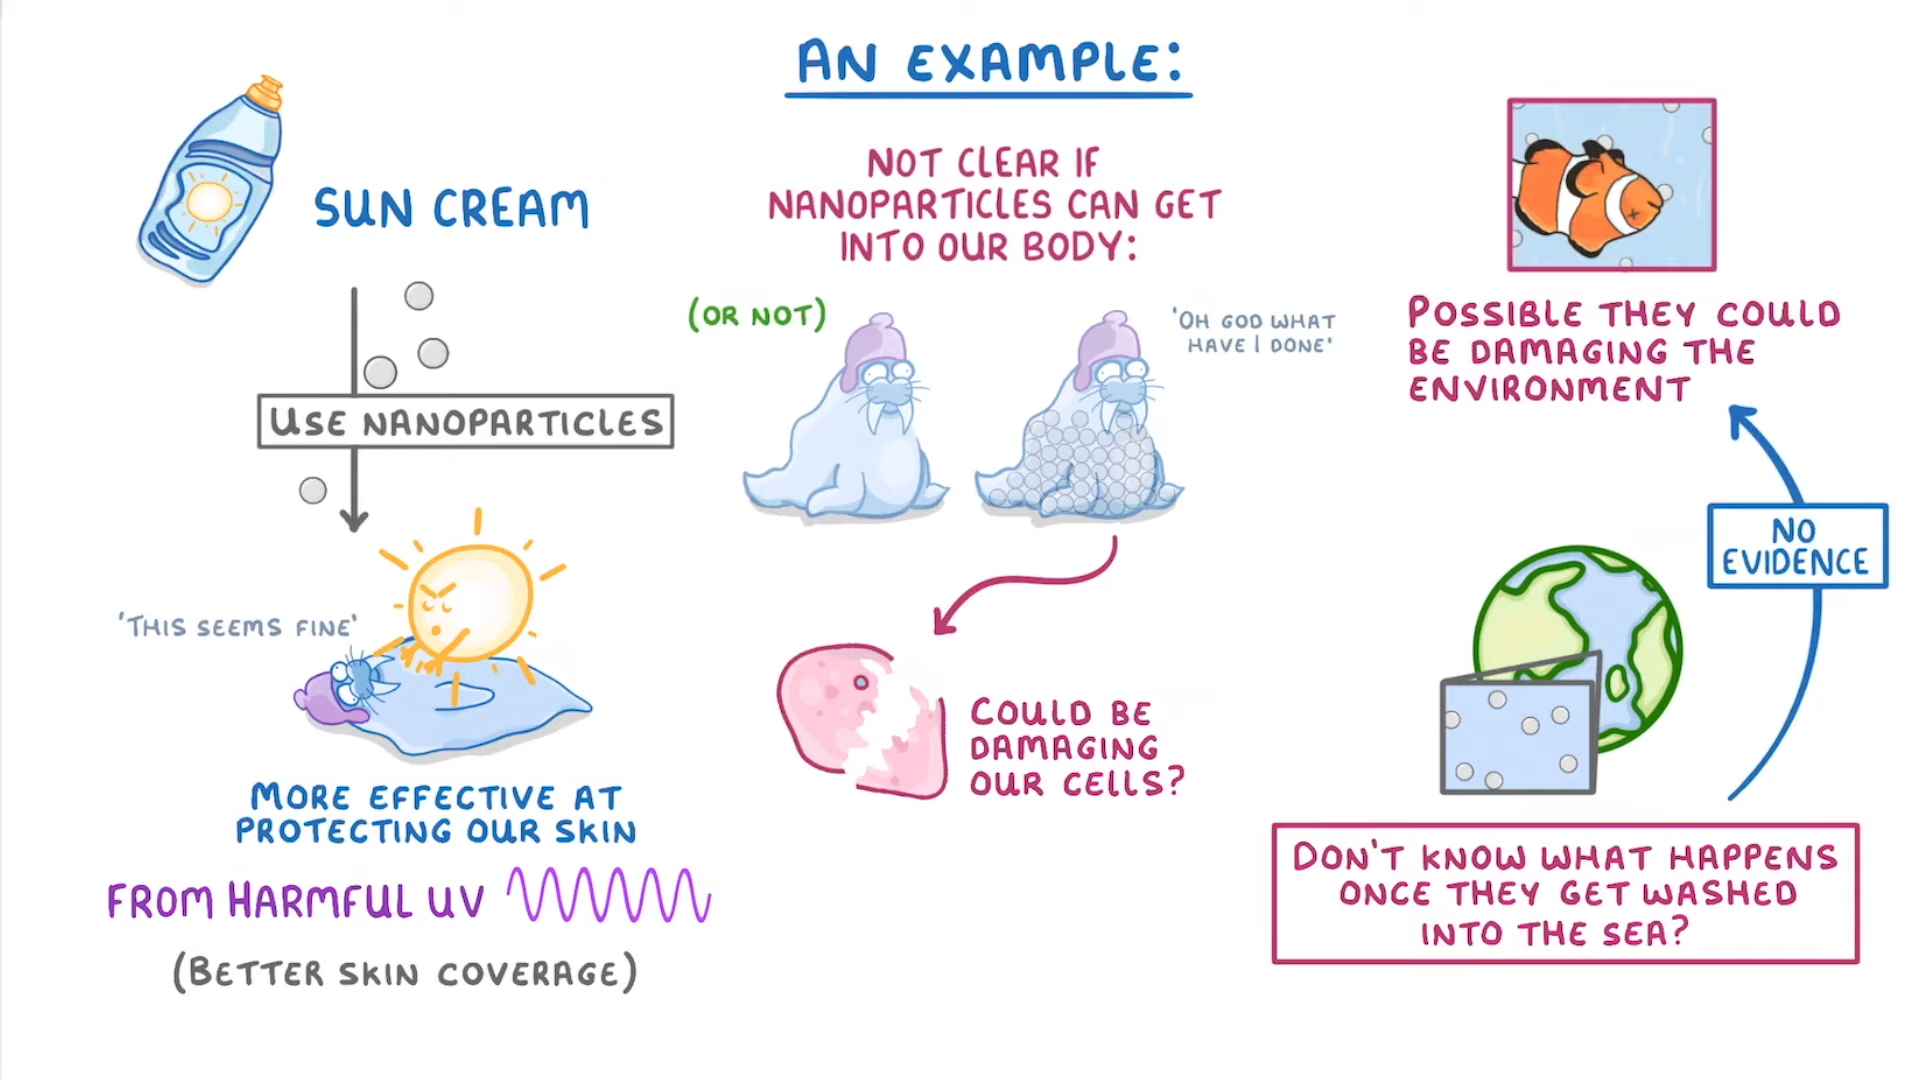 AN EXAMPLE:
SUN CREAM
USE NANOPARTICLES
'THIS SEEMS FINE'
MORE EFFECTIVE AT
PROTECTING OUR SKIN
FROM HARMFUL UV
(BETTER SKIN COVERAGE)
NOT CLEAR IF
NANOPARTICLES CAN GET
INTO OUR BODY:
(OR NOT)
'OH GOD WHAT
HAVE I DONE'
COULD BE
DAMAGING
OUR CELLS?
POSSIBLE THEY COULD
BE DAMAGING THE
ENVIRONMENT
NO
EVIDENCE
DON'T KNOW WHAT HAPPENS
ONCE THEY GET WASHED
INTO THE SEA?